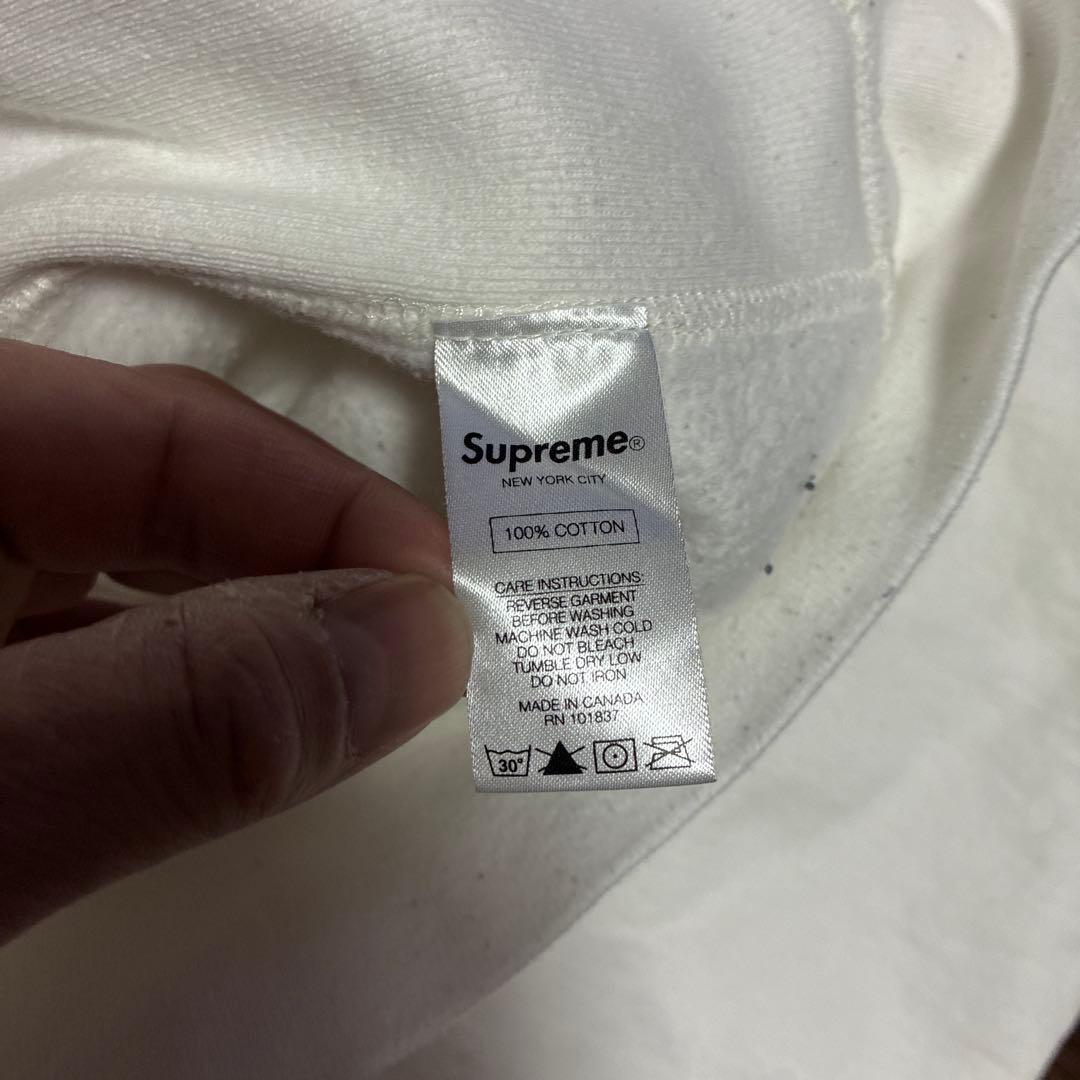 Supreme®
NEW YORK CITY
100% COTTON
CARE INSTRUCTIONS:
REVERSE GARMENT
BEFORE WASHING
MACHINE WASH COLD
DO NOT BLEACH
TUMBLE DRY LOW
DO NOT IRON
MADE IN CANADA
RN 101837
30°